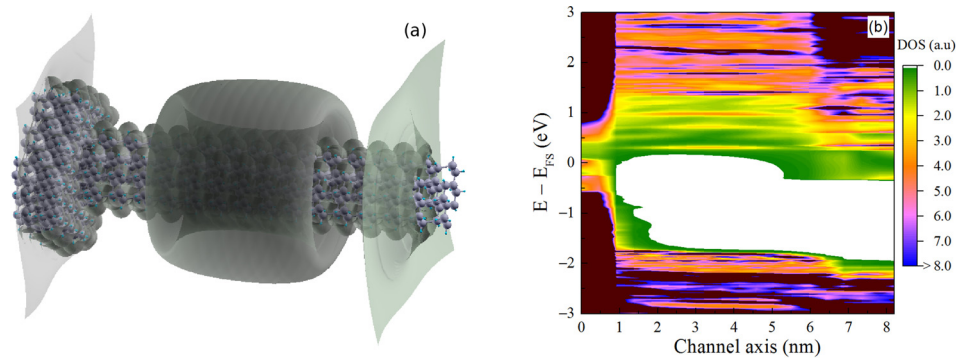 (a)
(b)
DOS (a.u)
0.0
1.0
2.0
3.0
4.0
5.0
6.0
7.0
> 8.0
E − E_FS (eV)
3
2
1
0
−1
−2
−3
0 1 2 3 4 5 6 7 8
Channel axis (nm)